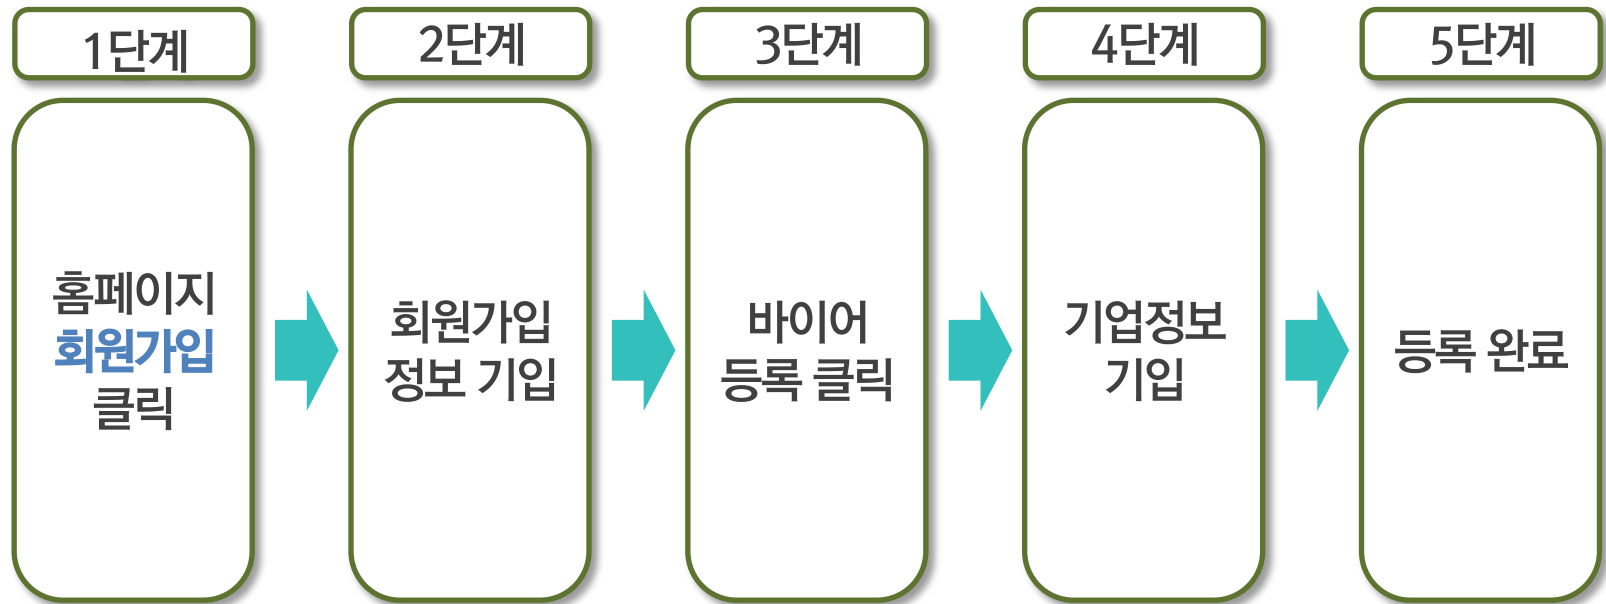 1단계
홈페이지
회원가입
클릭
2단계
회원가입
정보 기입
3단계
바이어
등록 클릭
4단계
기업정보
기입
5단계
등록 완료